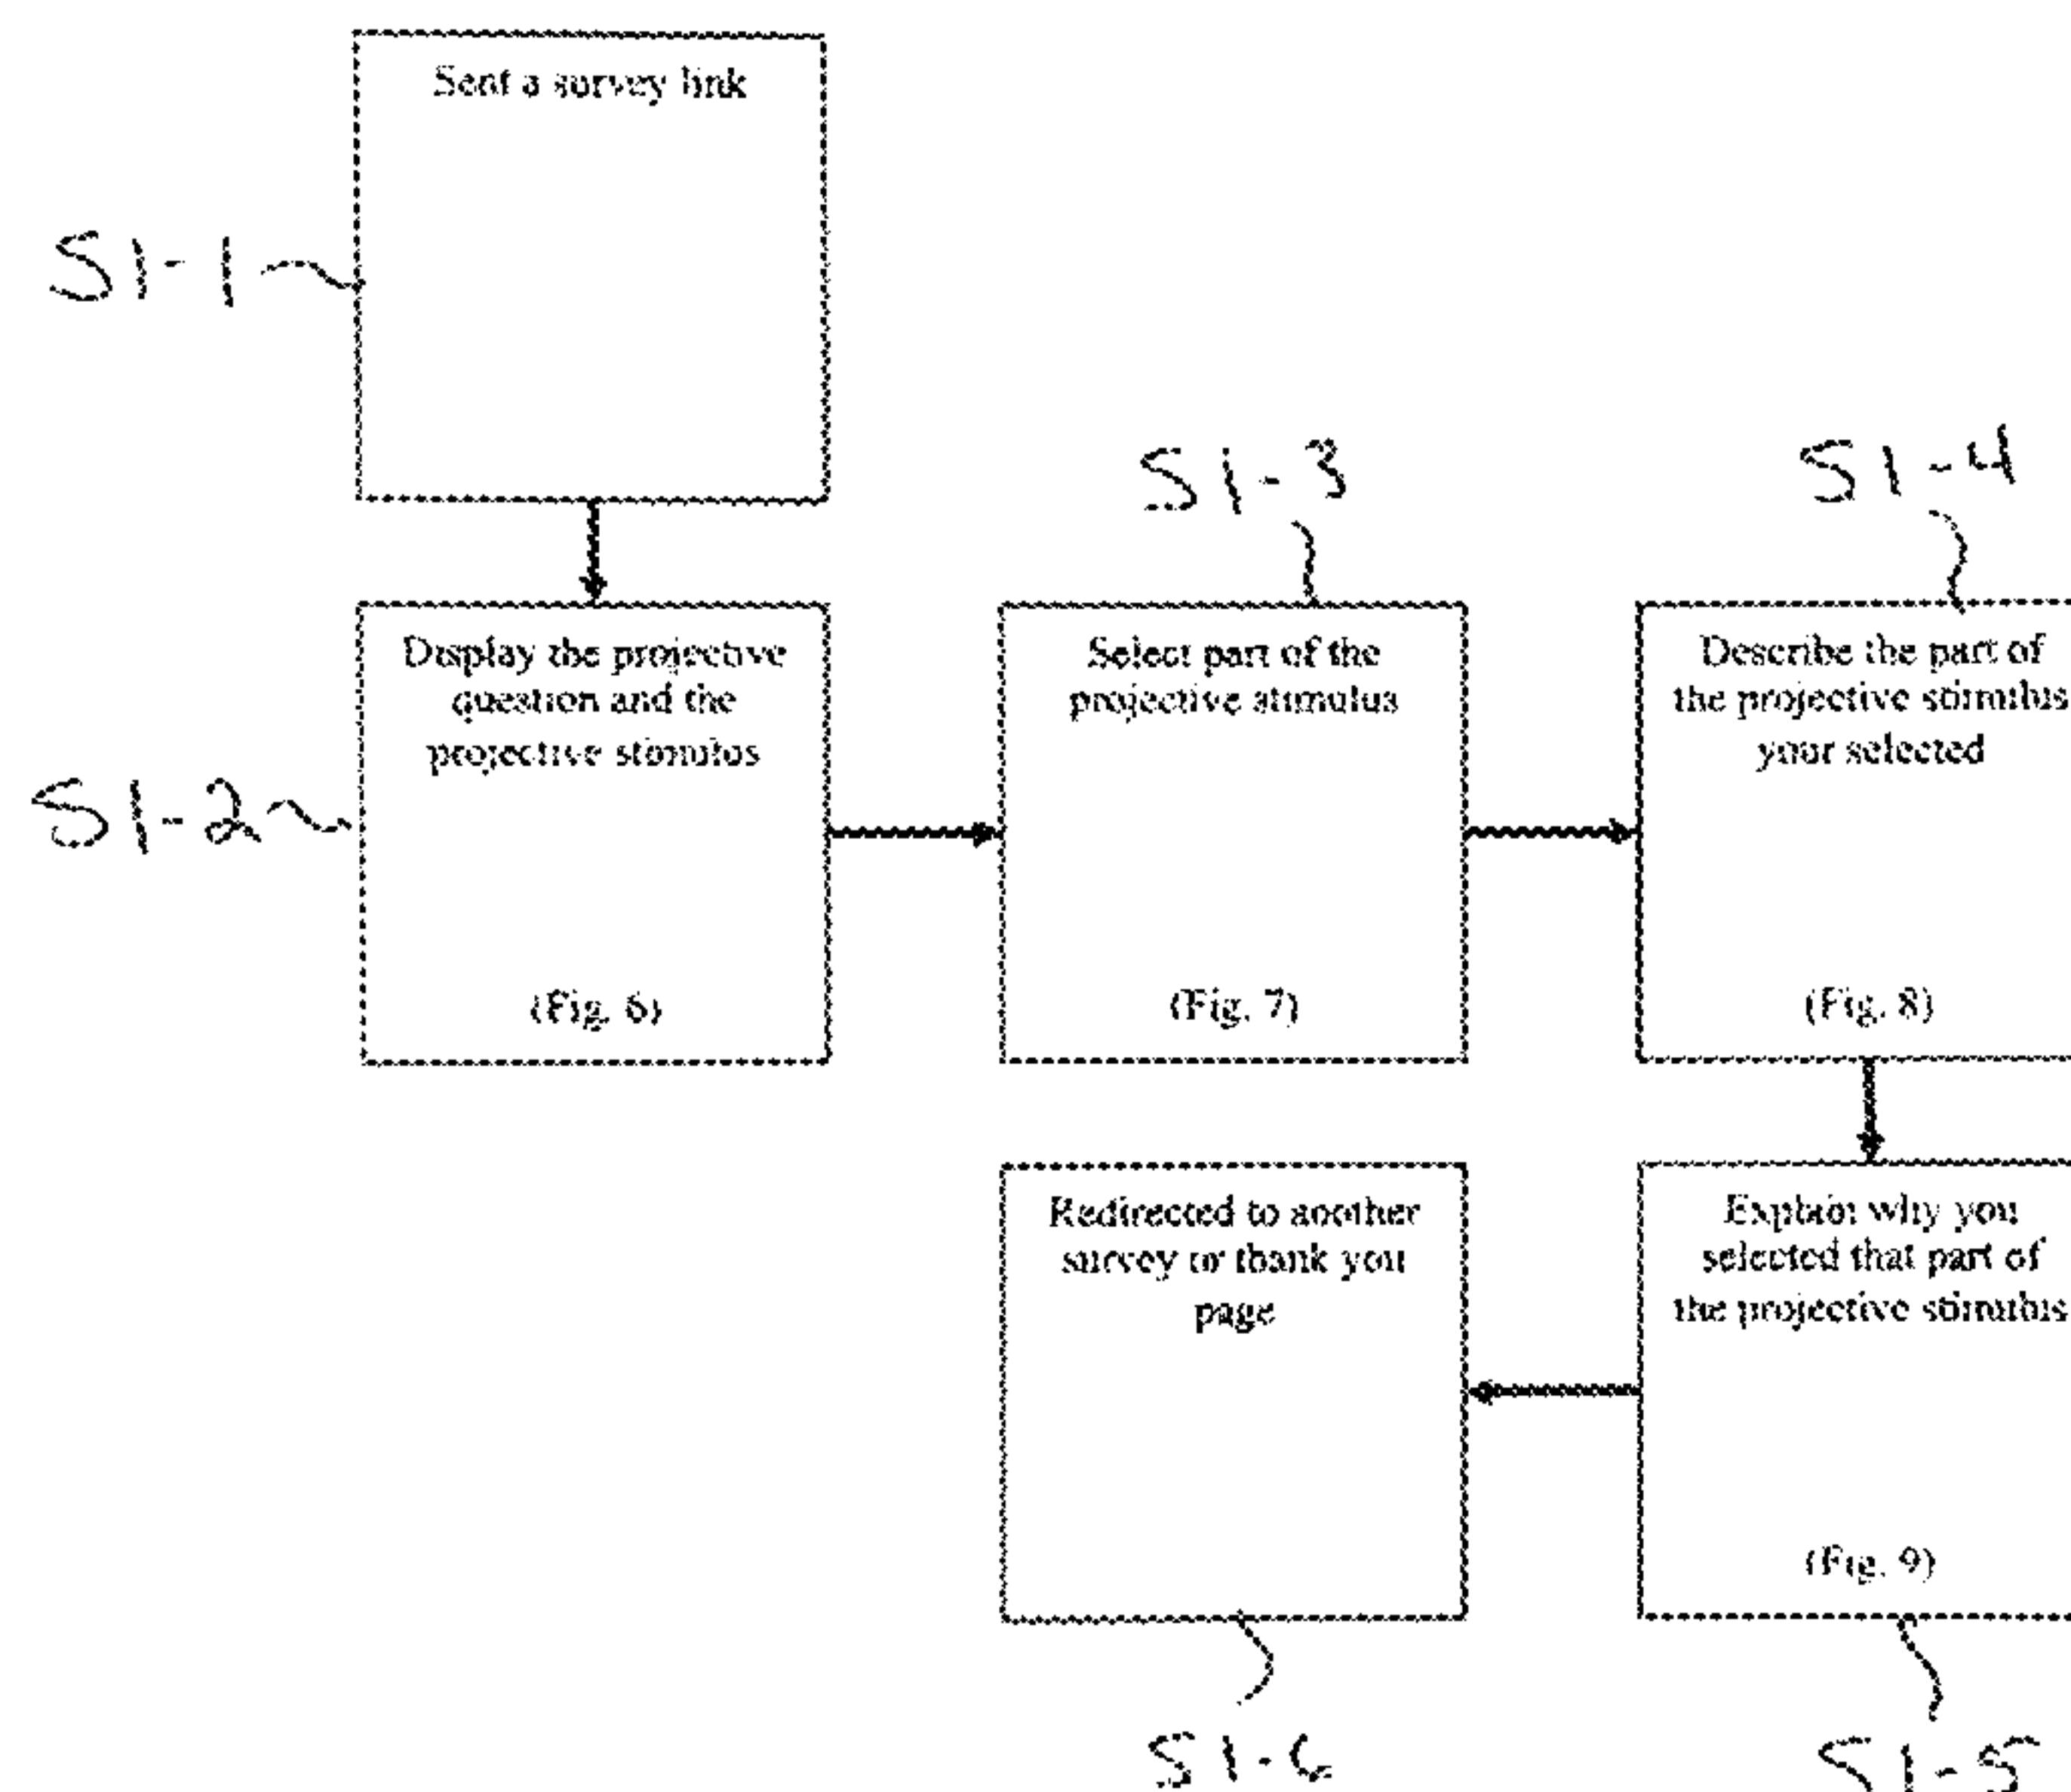 Sent a survey link
S1-1
S1-3
S1-4
Display the projective
question and the
projective stimulus
(Fig. 6)
S1-2
Select part of the
projective stimulus
(Fig. 7)
Describe the part of
the projective stimulus
your selected
(Fig. 8)
Redirected to another
survey or thank you
page
Explain why you
selected that part of
the projective stimulus
(Fig. 9)
S1-6
S1-5